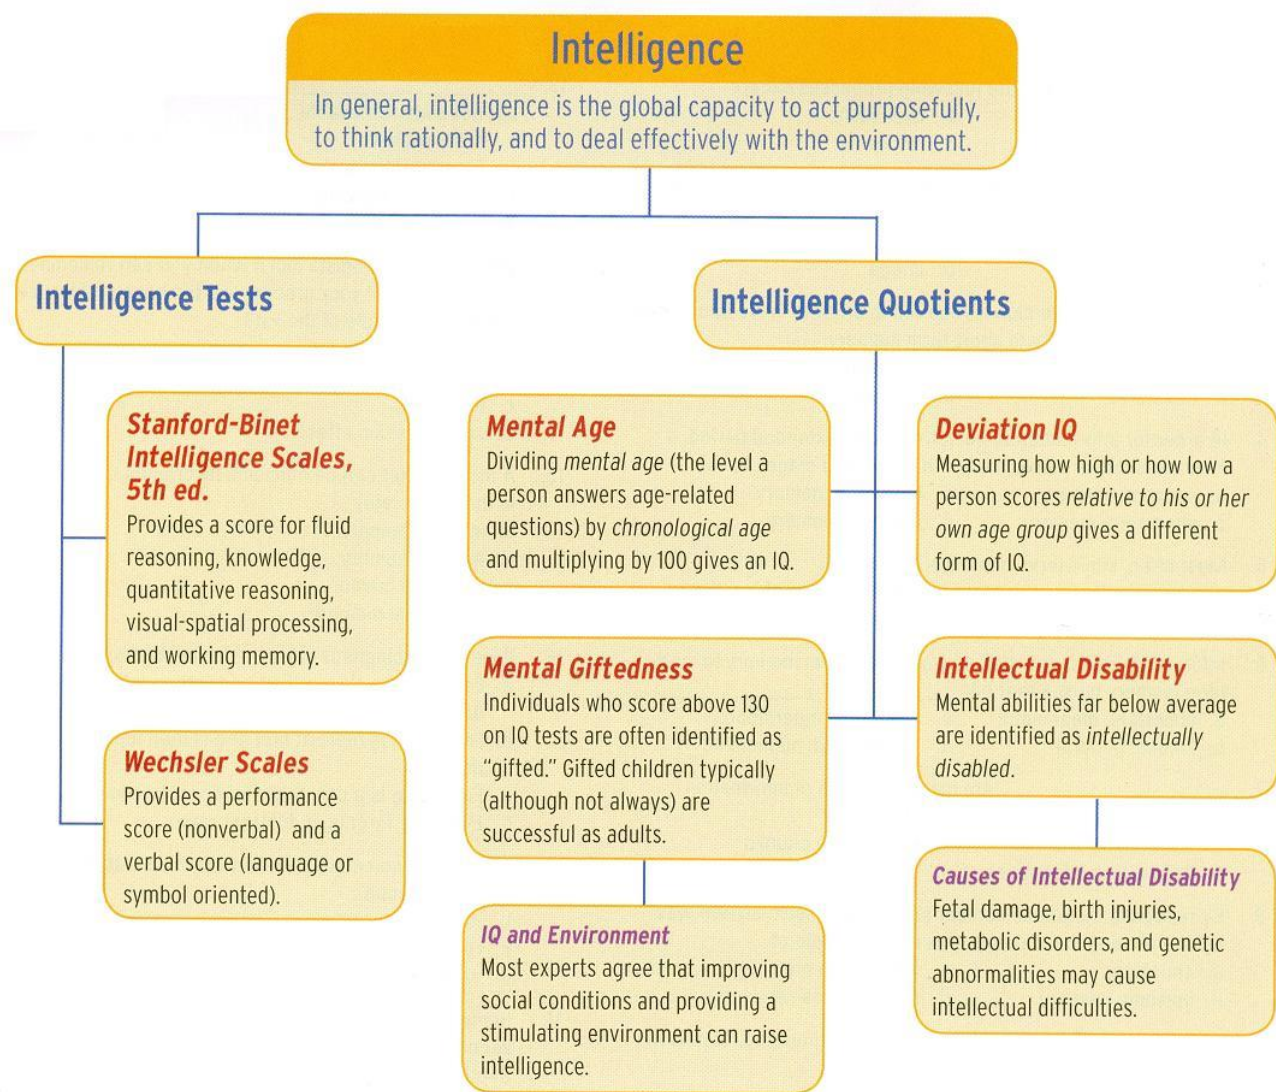 Intelligence
In general, intelligence is the global capacity to act purposefully,
to think rationally, and to deal effectively with the environment.
Intelligence Tests
Stanford-Binet
Intelligence Scales,
5th ed.
Provides a score for fluid
reasoning, knowledge,
quantitative reasoning,
visual-spatial processing,
and working memory.
Wechsler Scales
Provides a performance
score (nonverbal) and a
verbal score (language or
symbol oriented).
Intelligence Quotients
Mental Age
Dividing mental age (the level a
person answers age-related
questions) by chronological age
and multiplying by 100 gives an IQ.
Deviation IQ
Measuring how high or how low a
person scores relative to his or her
own age group gives a different
form of IQ.
Mental Giftedness
Individuals who score above 130
on IQ tests are often identified as
“gifted.” Gifted children typically
(although not always) are
successful as adults.
IQ and Environment
Most experts agree that improving
social conditions and providing a
stimulating environment can raise
intelligence.
Intellectual Disability
Mental abilities far below average
are identified as intellectually
disabled.
Causes of Intellectual Disability
Fetal damage, birth injuries,
metabolic disorders, and genetic
abnormalities may cause
intellectual difficulties.